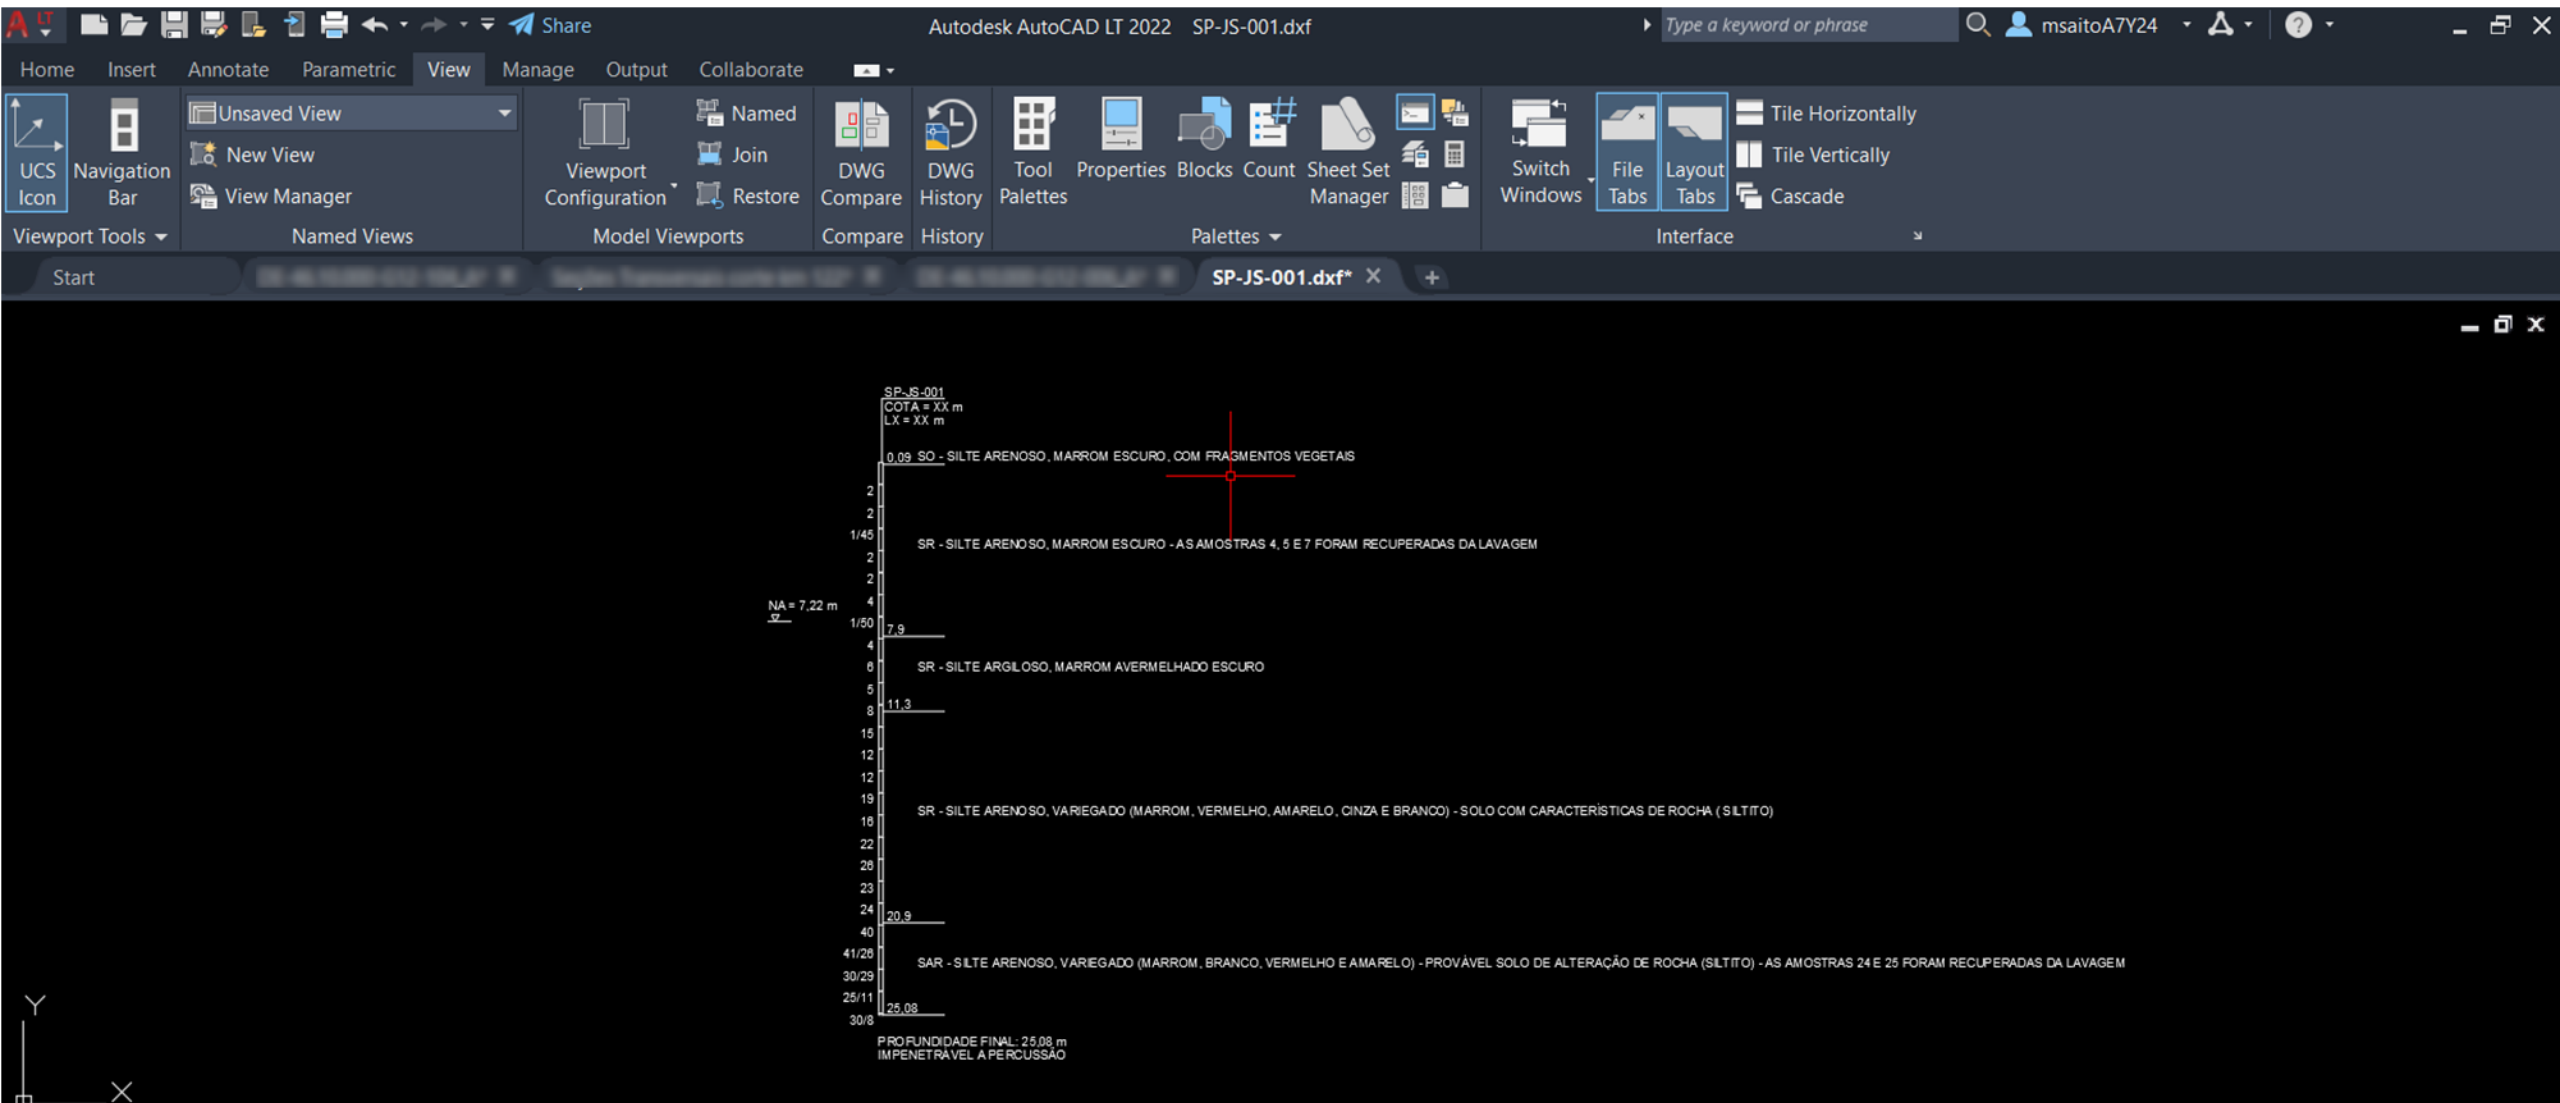 LT
Share
Autodesk AutoCAD LT 2022 SP-JS-001.dxf
Type a keyword or phrase
msaitoA7Y24
Home Insert Annotate Parametric View Manage Output Collaborate
UCS Icon
Navigation Bar
Unsaved View
New View
View Manager
Viewport Configuration
Named
Join
Restore
DWG Compare
DWG History
Tool Palettes
Properties
Blocks
Count
Sheet Set Manager
Switch Windows
File Tabs
Layout Tabs
Tile Horizontally
Tile Vertically
Cascade
Viewport Tools Named Views Model Viewports Compare History Palettes Interface
Start
SP-JS-001.dxf*
SP-JS-001
COTA = XX m
LX = XX m
0,09 SO - SILTE ARENOSO, MARROM ESCURO, COM FRAGMENTOS VEGETAIS
2
2
1/45
SR - SILTE ARENOSO, MARROM ESCURO - AS AMOSTRAS 4, 5 E 7 FORAM RECUPERADAS DA LAVAGEM
2
2
4
NA = 7,22 m
1/50
7,9
4
6
SR - SILTE ARGILOSO, MARROM AVERMELHADO ESCURO
5
11,3
8
15
12
12
19
SR - SILTE ARENOSO, VARIEGADO (MARROM, VERMELHO, AMARELO, CINZA E BRANCO) - SOLO COM CARACTERÍSTICAS DE ROCHA ( SILTITO)
16
22
26
23
24
20,9
40
41/26
SAR - SILTE ARENOSO, VARIEGADO (MARROM, BRANCO, VERMELHO E AMARELO) - PROVÁVEL SOLO DE ALTERAÇÃO DE ROCHA (SILTITO) - AS AMOSTRAS 24 E 25 FORAM RECUPERADAS DA LAVAGEM
30/29
25/11
25,08
30/8
PROFUNDIDADE FINAL: 25,08 m
IMPENETRÁVEL A PERCUSSÃO
Y
X